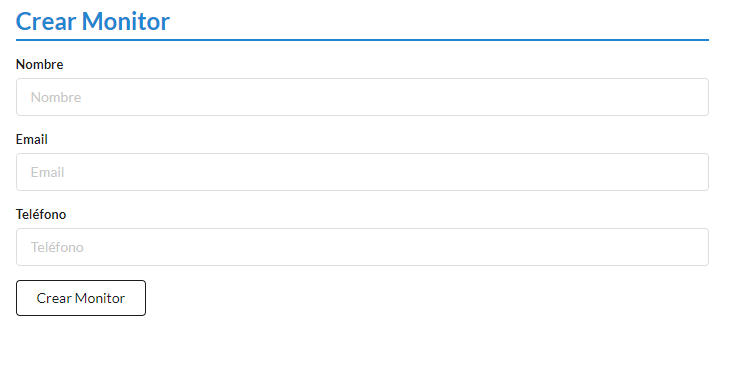 Crear Monitor
Nombre
Nombre
Email
Email
Teléfono
Teléfono
Crear Monitor